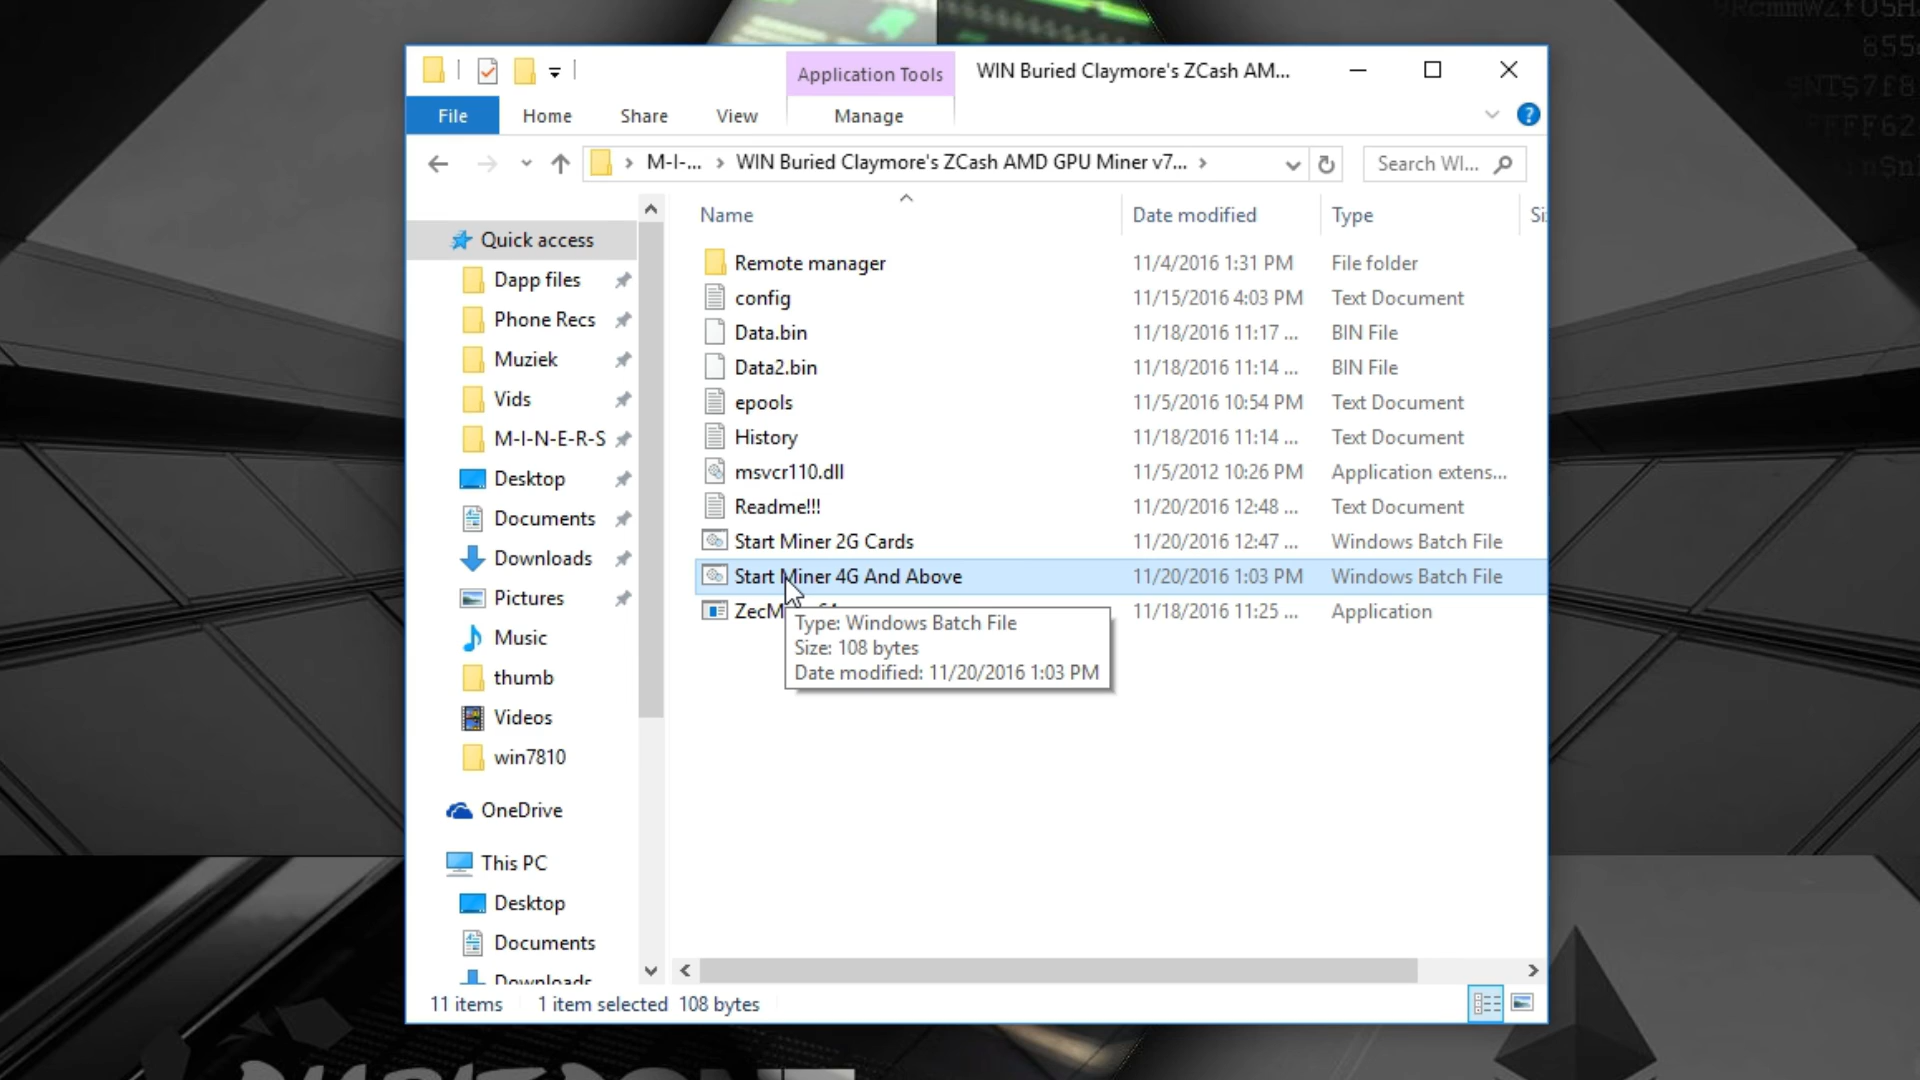 Application Tools
WIN Buried Claymore's ZCash AM...
File
Home
Share
View
Manage
M-I-...
WIN Buried Claymore's ZCash AMD GPU Miner v7...
Search WI...
Name
Date modified
Type
Quick access
Dapp files
Phone Recs
Muziek
Vids
M-I-N-E-R-S
Desktop
Documents
Downloads
Pictures
Music
thumb
Videos
win7810
OneDrive
This PC
Desktop
Documents
Downloads
Remote manager 11/4/2016 1:31 PM File folder
config 11/15/2016 4:03 PM Text Document
Data.bin 11/18/2016 11:17 ... BIN File
Data2.bin 11/18/2016 11:14 ... BIN File
epools 11/5/2016 10:54 PM Text Document
History 11/18/2016 11:14 ... Text Document
msvcr110.dll 11/5/2012 10:26 PM Application extens...
Readme!!! 11/20/2016 12:48 ... Text Document
Start Miner 2G Cards 11/20/2016 12:47 ... Windows Batch File
Start Miner 4G And Above 11/20/2016 1:03 PM Windows Batch File
11/18/2016 11:25 ... Application
Type: Windows Batch File
Size: 108 bytes
Date modified: 11/20/2016 1:03 PM
11 items
1 item selected 108 bytes